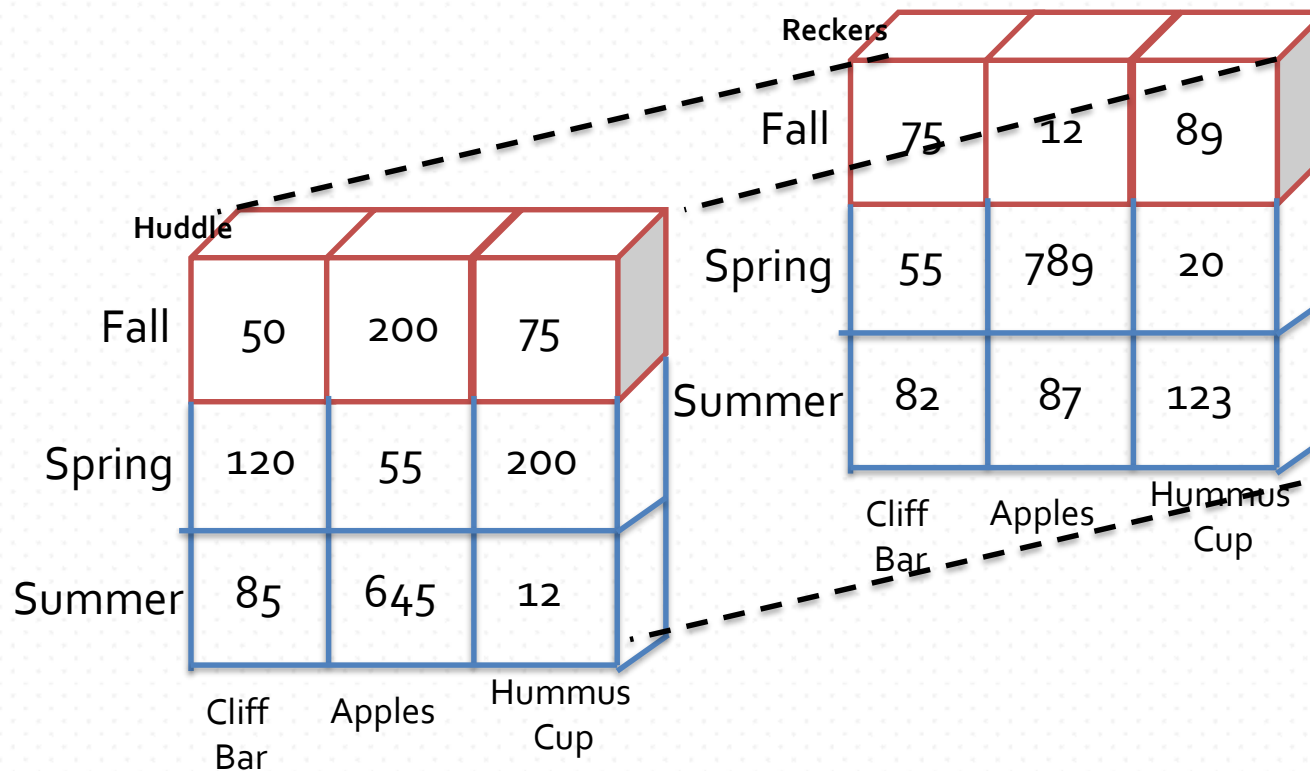 Reckers
Fall 75 12 89
Spring 55 789 20
Summer 82 87 123
Cliff
Bar
Apples
Hummus
Cup
Huddle
Fall 50 200 75
Spring 120 55 200
Summer 85 645 12
Cliff
Bar
Apples
Hummus
Cup